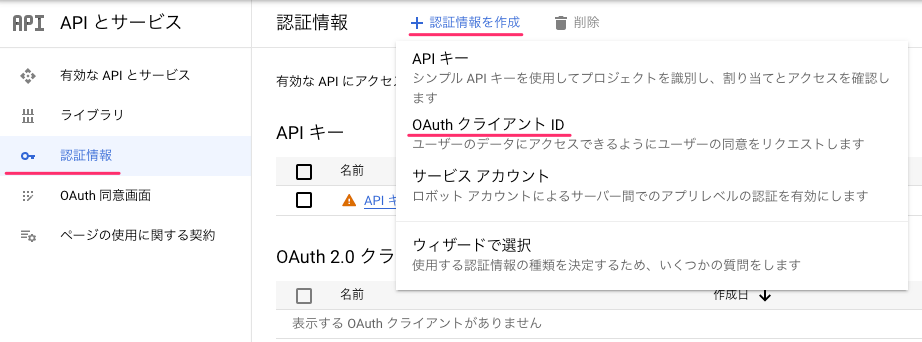 API APIとサービス
有効な API とサービス
ライブラリ
認証情報
OAuth 同意画面
ページの使用に関する契約
認証情報
+ 認証情報を作成
削除
有効な API にアクセス
API キー
シンプル API キーを使用してプロジェクトを識別し、割り当てとアクセスを確認し
ます
OAuth クライアント ID
ユーザーのデータにアクセスできるようにユーザーの同意をリクエストします
サービス アカウント
ロボット アカウントによるサーバー間でのアプリレベルの認証を有効にします
ウィザードで選択
使用する認証情報の種類を決定するため、いくつかの質問をします
API キー
名前
API キ
OAuth 2.0 クラ
名前
作成日
表示する OAuth クライアントがありません